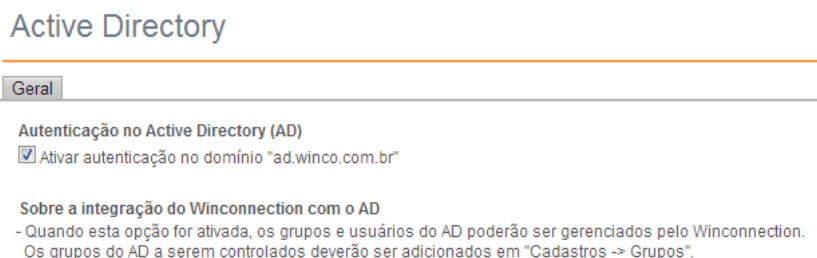 Active Directory
Geral
Autenticação no Active Directory (AD)
Ativar autenticação no domínio "ad.winco.com.br"
Sobre a integração do Winconnection com o AD
- Quando esta opção for ativada, os grupos e usuários do AD poderão ser gerenciados pelo Winconnection.
Os grupos do AD a serem controlados deverão ser adicionados em "Cadastros -> Grupos".